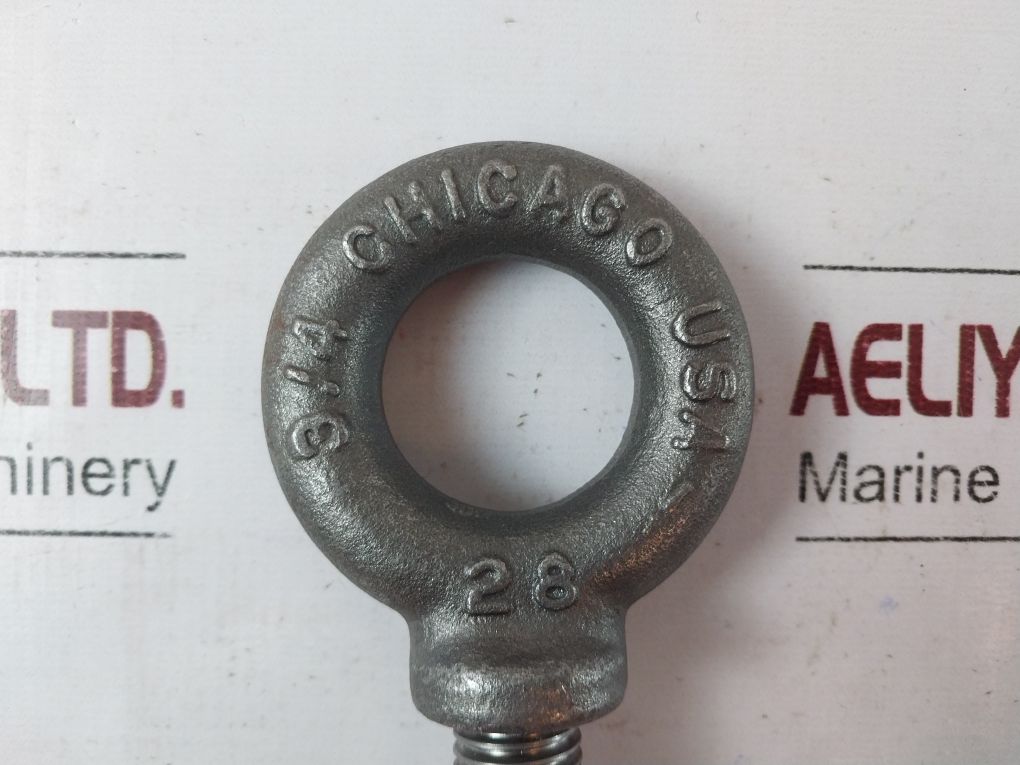 3/4 CHICAGO USA
28
LTD.
hinery
AELIY
Marine